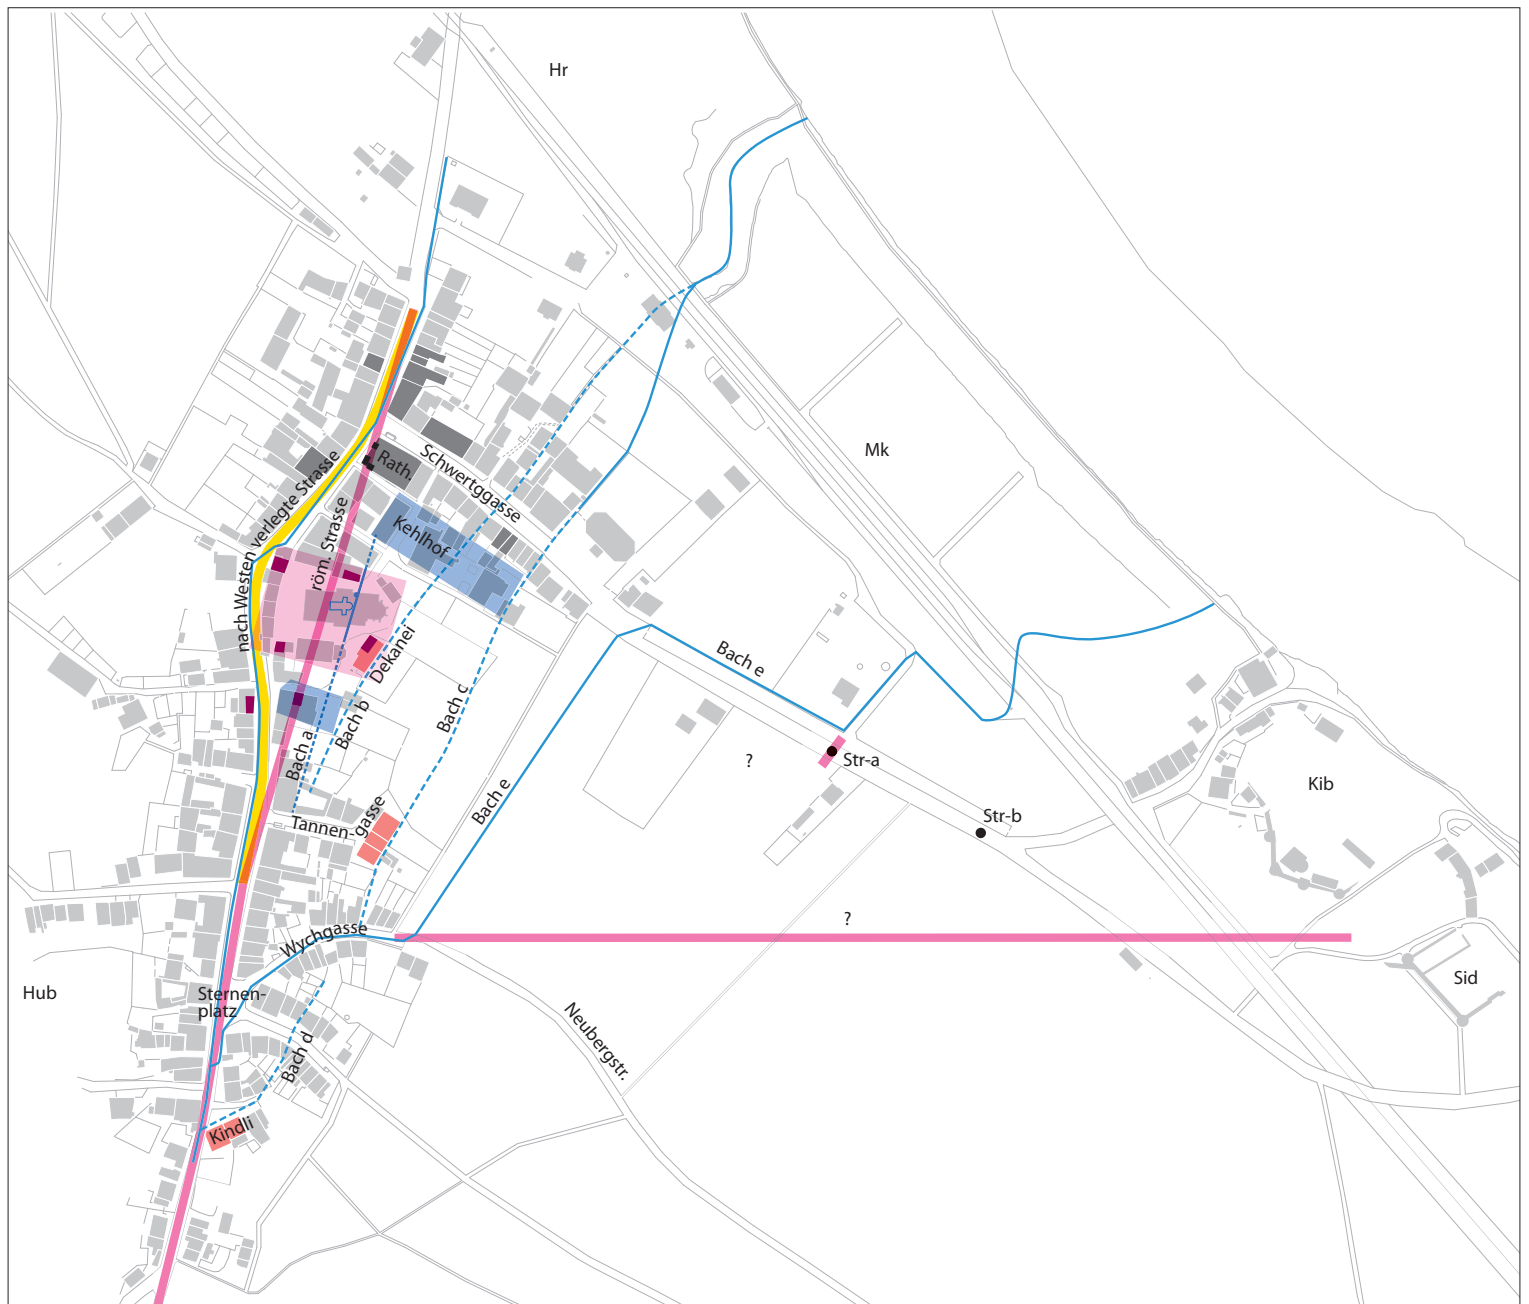 Hr
Mk
Schwertggasse
Rath.
nach Westen verlegte Strasse
röm. Strasse
Kehlhof
Dekanei
Bach e
Bach c
Bach b
Bach a
?
Str-a
Kib
Str-b
Bach e
Tannen-gasse
?
Wychgasse
Sid
Hub
Sternen-
platz
Neubergstr.
Bach d
Kindli